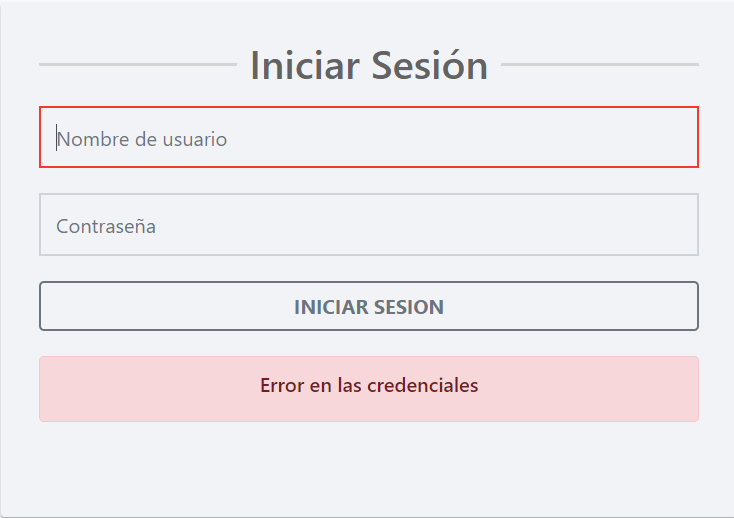 Iniciar Sesión
Nombre de usuario
Contraseña
INICIAR SESION
Error en las credenciales